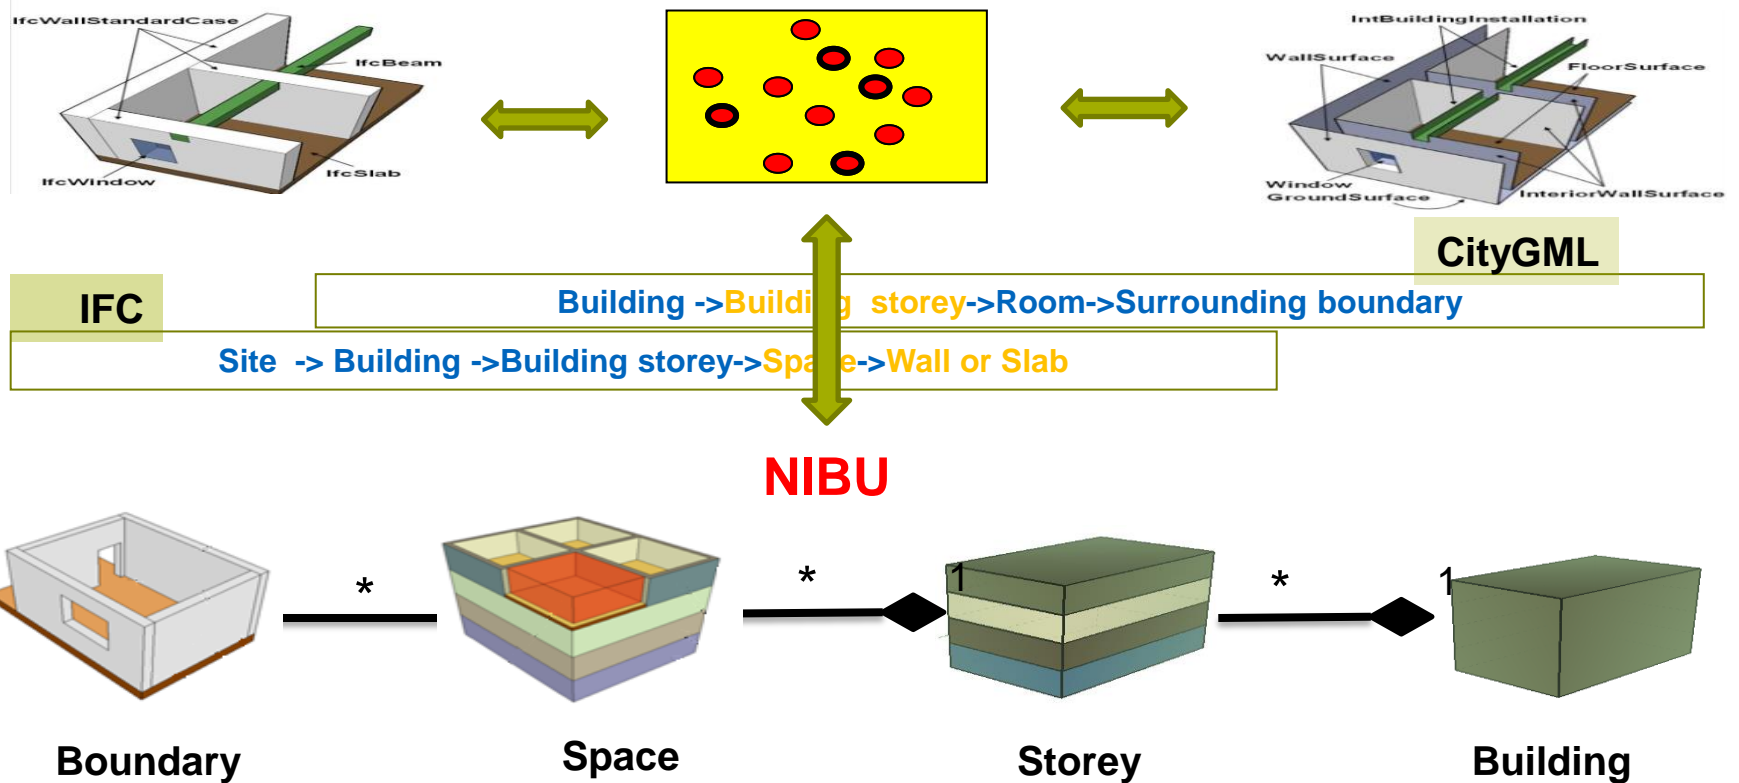 IfcWallStandardCase
IfcBeam
IfcSlab
IfcWindow
IntBuildingInstallation
WallSurface
FloorSurface
Window
GroundSurface
InteriorWallSurface
CityGML
IFC
Building ->Building storey->Room->Surrounding boundary
Site -> Building ->Building storey->Space->Wall or Slab
NIBU
*
*
1
*
1
Boundary
Space
Storey
Building